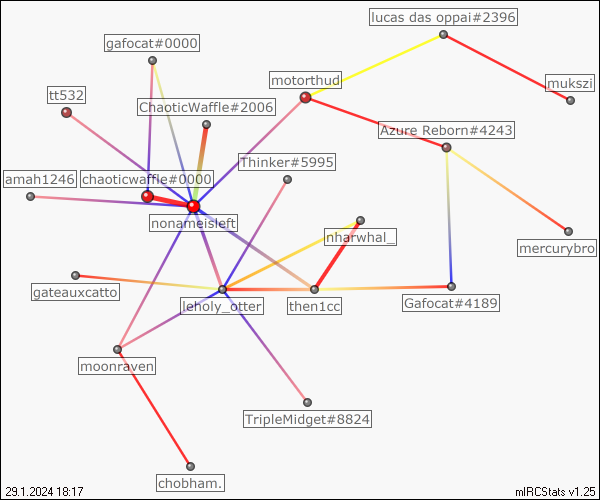 lucas das oppai#2396
gafocat#0000
motorthud
mukszi
tt532
ChaoticWaffle#2006
Azure Reborn#4243
Thinker#5995
amah1246
chaoticwaffle#0000
nonameisleft
nharwhal_
mercurybro
gateauxcatto
leholy_otter
then1cc
Gafocat#4189
moonraven
TripleMidget#8824
chobham.
29.1.2024 18:17
mIRCStats v1.25